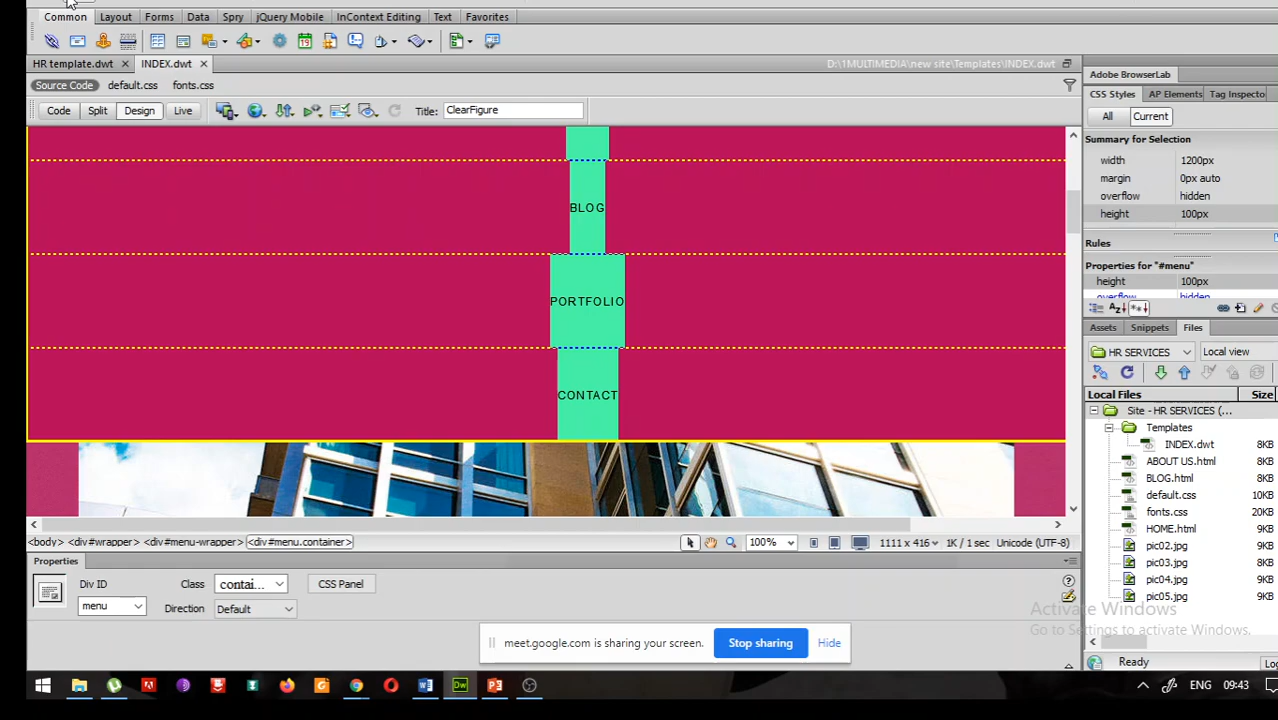 Common Layout Forms Data Spry jQuery Mobile InContext Editing Text Favorites
19
HR template.dwt × INDEX.dwt × D:\1MULTIMEDIA\new site\Templates\INDEX.dwt
Source Code default.css fonts.css
Code Split Design Live Title: ClearFigure
BLOG
PORTFOLIO
CONTACT
<body> <div#wrapper> <div#menu-wrapper> <div#menu.container> 100% 1111 x 416 1K / 1 sec Unicode (UTF-8)
Properties
Div ID Class contai... CSS Panel
menu Direction Default
meet.google.com is sharing your screen. Stop sharing Hide
Adobe BrowserLab
CSS Styles AP Elements Tag Inspecto
All Current
Summary for Selection
width 1200px
margin 0px auto
overflow hidden
height 100px
Rules
Properties for "#menu"
height 100px
overflow hidden
Assets Snippets Files
HR SERVICES Local view
Local Files Size
Site - HR SERVICES (...
Templates
INDEX.dwt 8KB
ABOUT US.html 8KB
BLOG.html 8KB
default.css 10KB
fonts.css 20KB
HOME.html 8KB
pic02.jpg 9KB
pic03.jpg 8KB
pic04.jpg 9KB
pic05.jpg 9KB
Activate Windows
Go to Settings to activate Windows.
Ready Log
Dw ENG 09:43